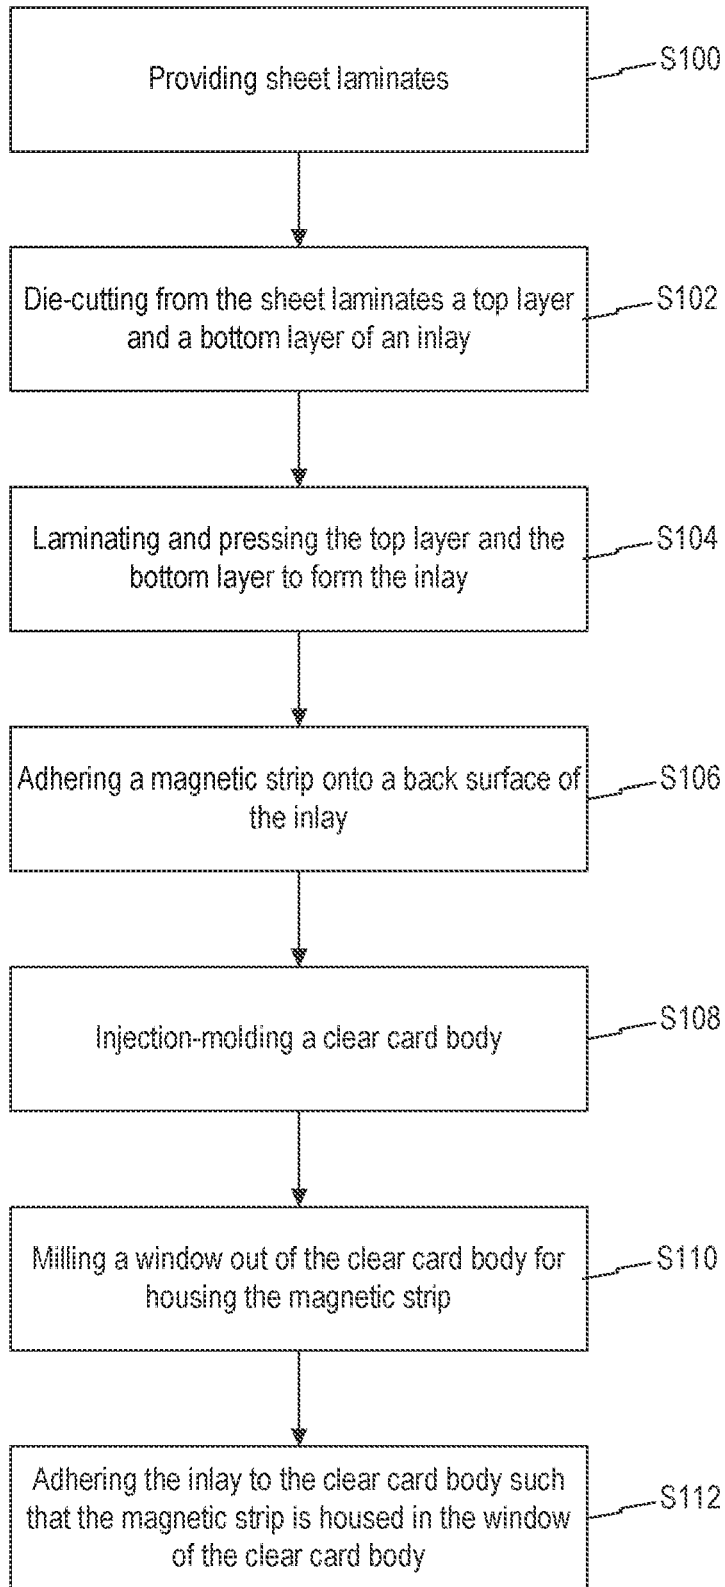 Providing sheet laminates
S100
Die-cutting from the sheet laminates a top layer
and a bottom layer of an inlay
S102
Laminating and pressing the top layer and the
bottom layer to form the inlay
S104
Adhering a magnetic strip onto a back surface of
the inlay
S106
Injection-molding a clear card body
S108
Milling a window out of the clear card body for
housing the magnetic strip
S110
Adhering the inlay to the clear card body such
that the magnetic strip is housed in the window
of the clear card body
S112